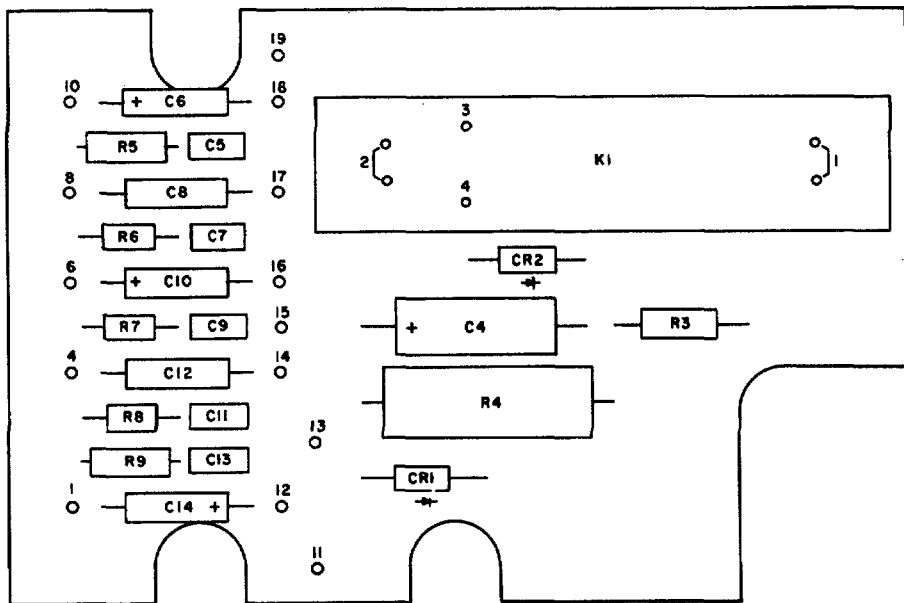 19
10 + C6 18
3
R5 C5
2 K1 1
8 C8 17
4
R6 C7
CR2
6 + C10 16
15
R7 C9 + C4 R3
4 C12 14
R4
R8 C11
13
R9 C13
CR1
1 C14 + 12
11